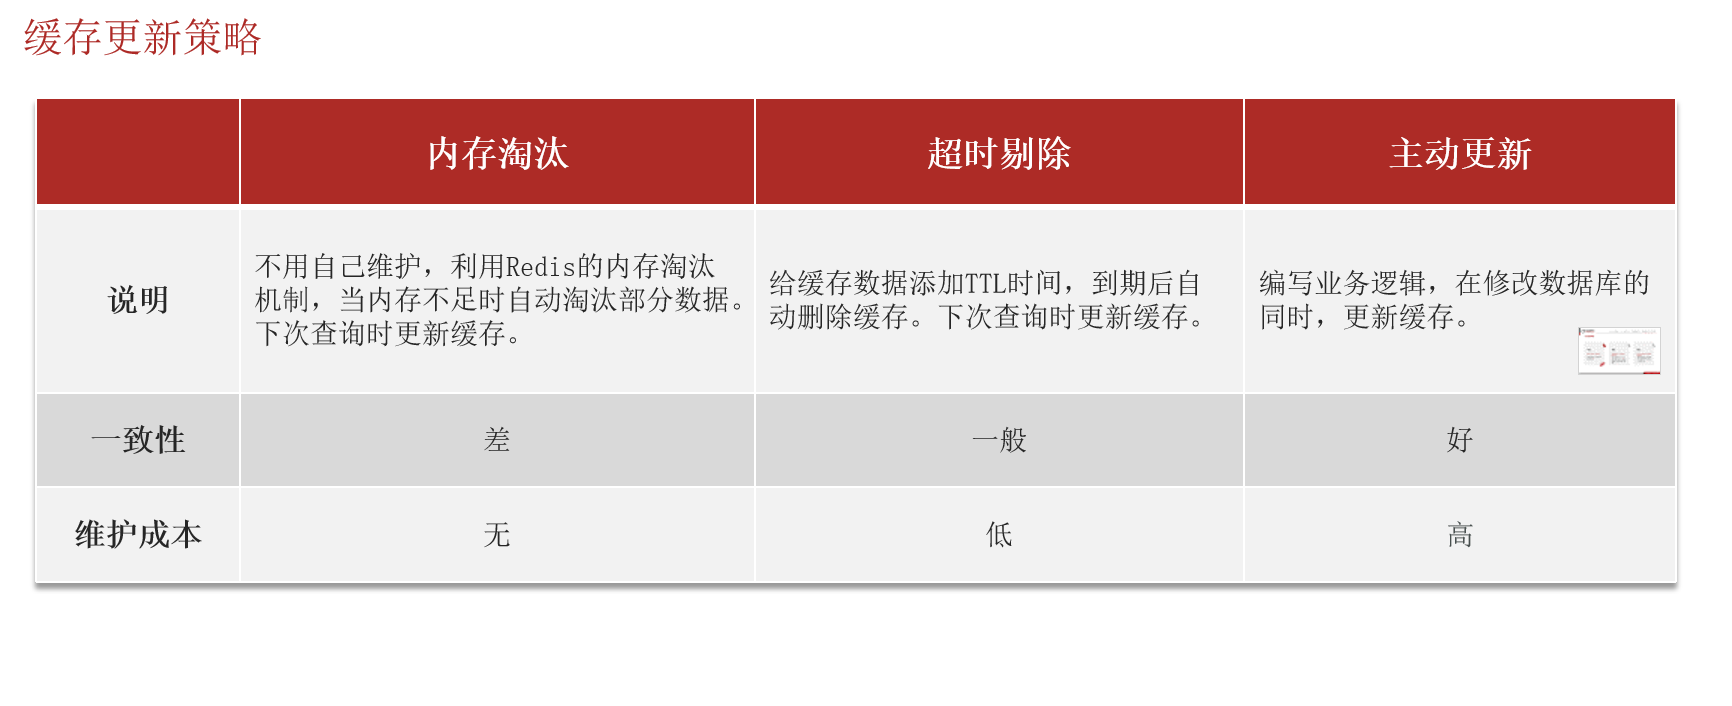 缓存更新策略
内存淘汰
超时剔除
主动更新
说明
不用自己维护，利用Redis的内存淘汰
机制，当内存不足时自动淘汰部分数据。
下次查询时更新缓存。
给缓存数据添加TTL时间，到期后自
动删除缓存。下次查询时更新缓存。
编写业务逻辑，在修改数据库的
同时，更新缓存。
一致性
差
一般
好
维护成本
无
低
高